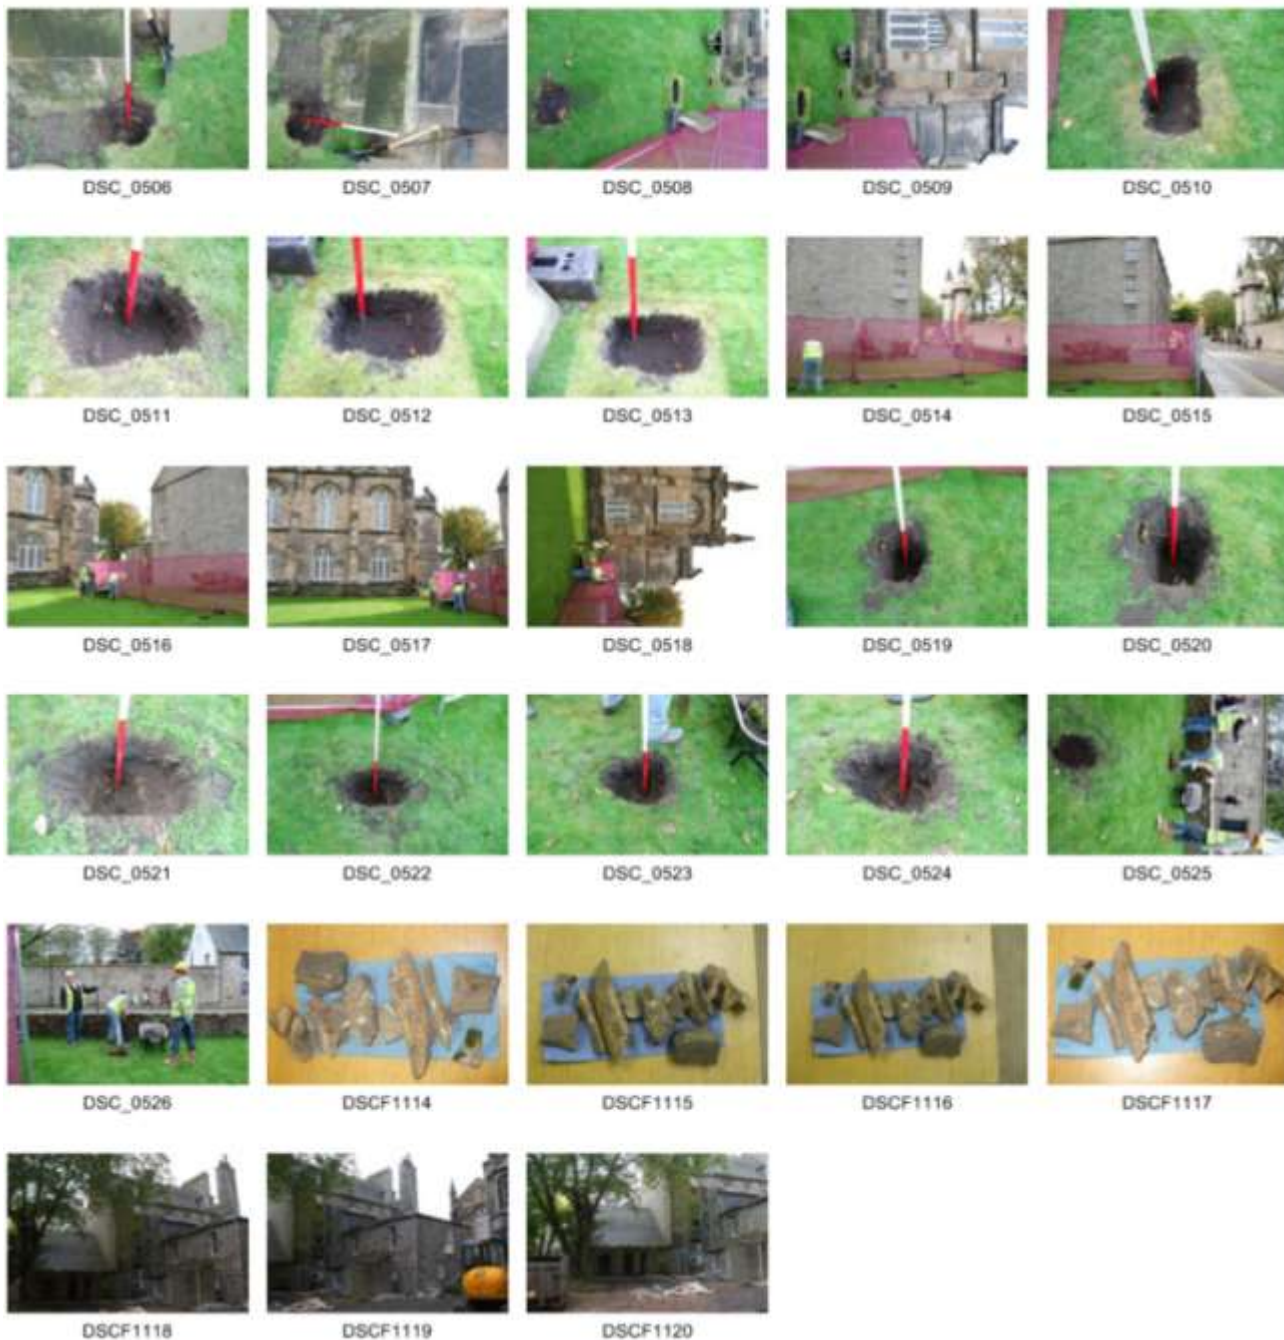 DSC_0506 DSC_0507 DSC_0508 DSC_0509 DSC_0510
DSC_0511 DSC_0512 DSC_0513 DSC_0514 DSC_0515
DSC_0516 DSC_0517 DSC_0518 DSC_0519 DSC_0520
DSC_0521 DSC_0522 DSC_0523 DSC_0524 DSC_0525
DSC_0526 DSCF1114 DSCF1115 DSCF1116 DSCF1117
DSCF1118 DSCF1119 DSCF1120